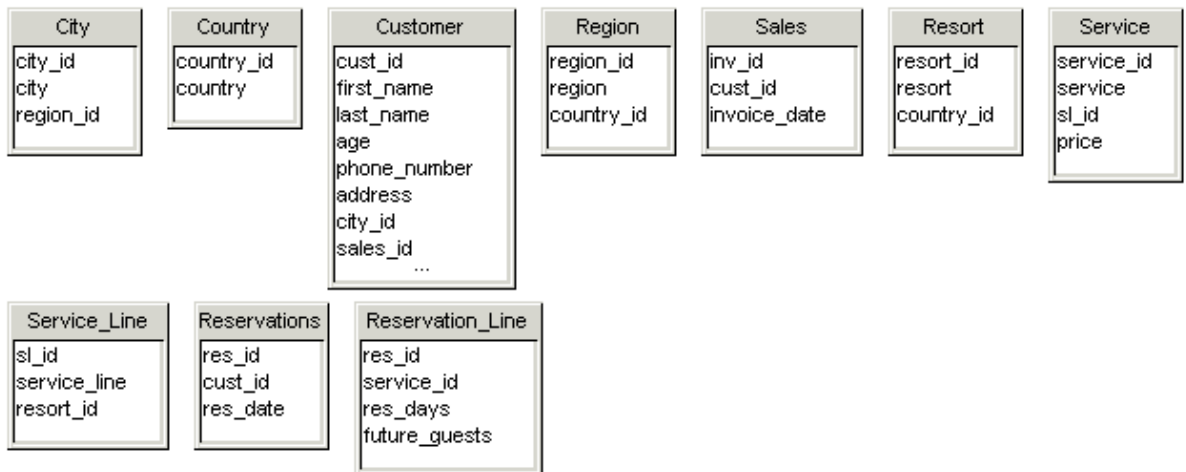 City
city_id
city
region_id
Country
country_id
country
Customer
cust_id
first_name
last_name
age
phone_number
address
city_id
sales_id
...
Region
region_id
region
country_id
Sales
inv_id
cust_id
invoice_date
Resort
resort_id
resort
country_id
Service
service_id
service
sl_id
price
Service_Line
sl_id
service_line
resort_id
Reservations
res_id
cust_id
res_date
Reservation_Line
res_id
service_id
res_days
future_guests